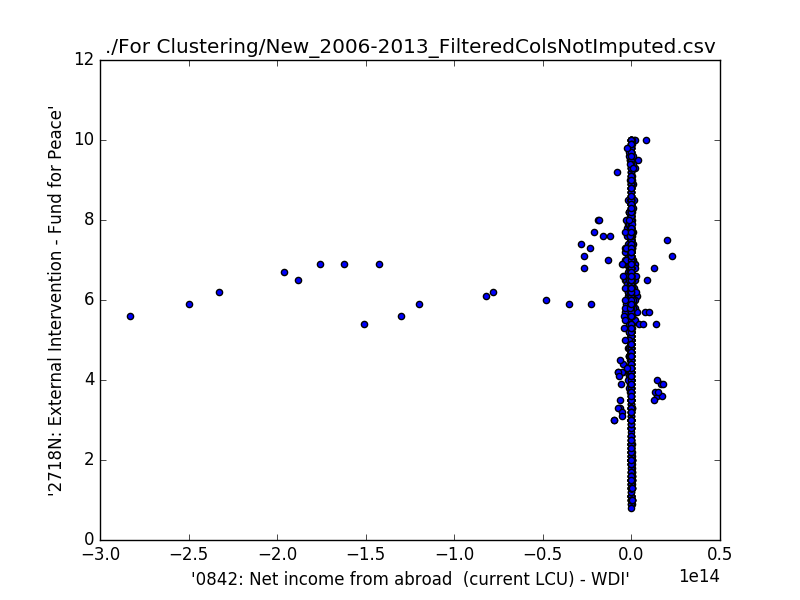 ./For Clustering/New_2006-2013_FilteredColsNotImputed.csv
12
10
8
6
4
2
0
'2718N: External Intervention - Fund for Peace'
−3.0 −2.5 −2.0 −1.5 −1.0 −0.5 0.0 0.5
1e14
'0842: Net income from abroad  (current LCU) - WDI'